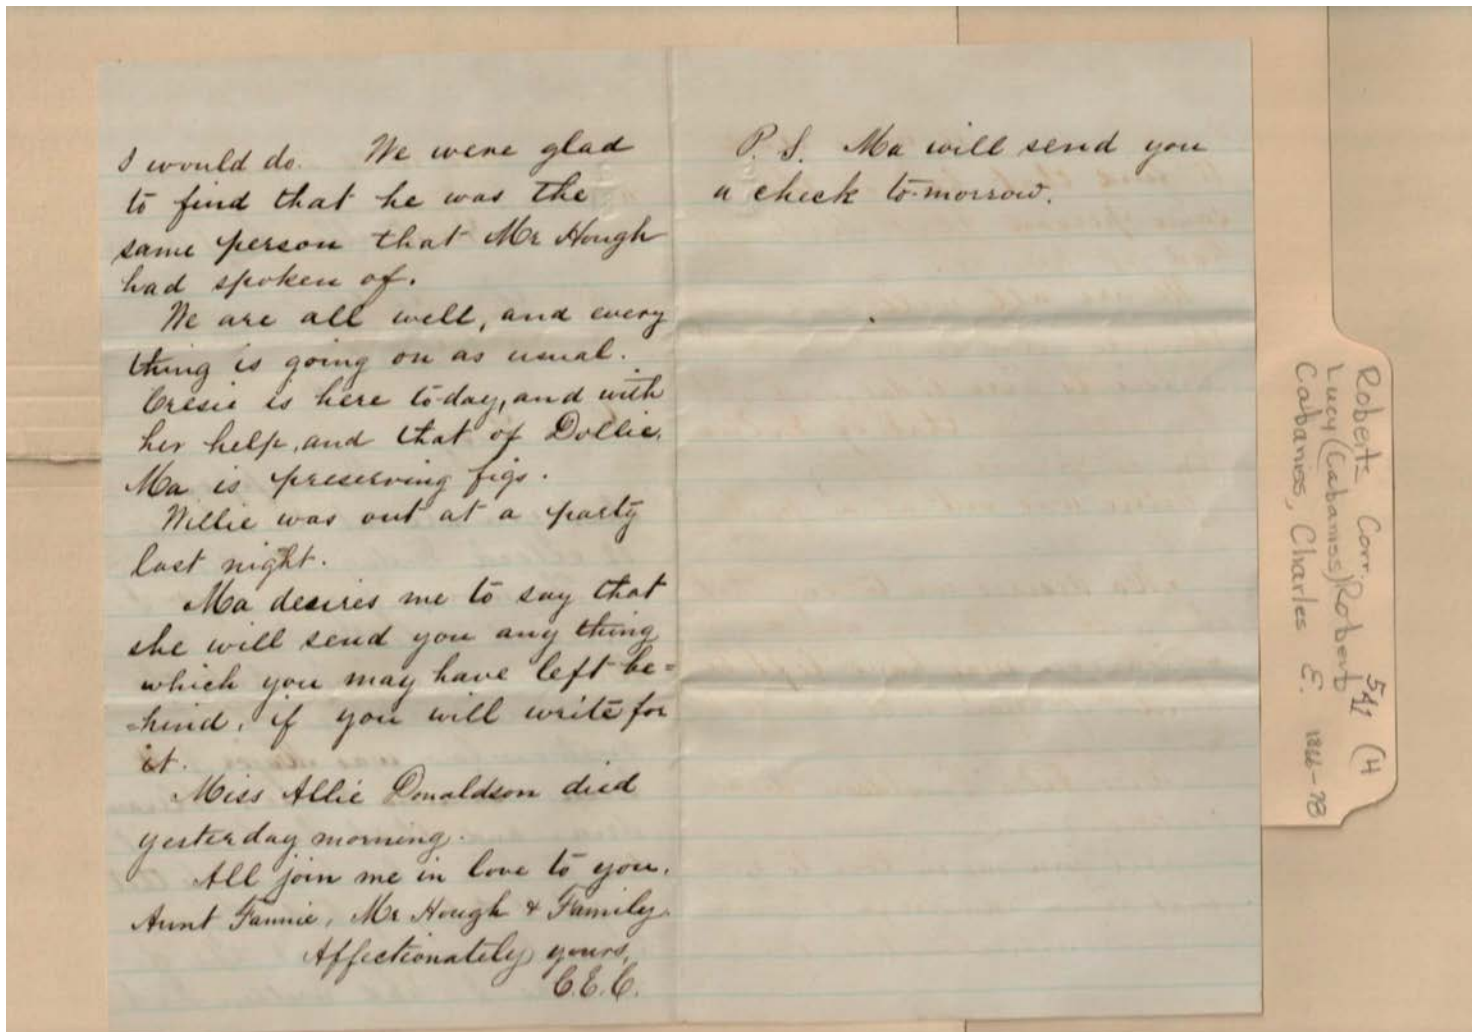 I would do. We were glad
to find that he was the
same person that Mr Hough
had spoken of.
We are all well, and every
thing is going on as usual.
Cresie is here to-day, and with
her help, and that of Dollie,
Ma is preserving figs.
Willie was out at a party
last night.
Ma desires me to say that
she will send you any thing
which you may have left be=
=hind, if you will write for
it.
Miss Allie Donaldson died
yesterday morning.
All join me in love to you,
Aunt Fannie, Mr Hough & Family.
Affectionately yours,
C.E.C.
P. S. Ma will send you
a check to-morrow.
Roberts Corr. 541 (4
Lucy (Cabaniss) Robert
Cabaniss, Charles E. 1866-78